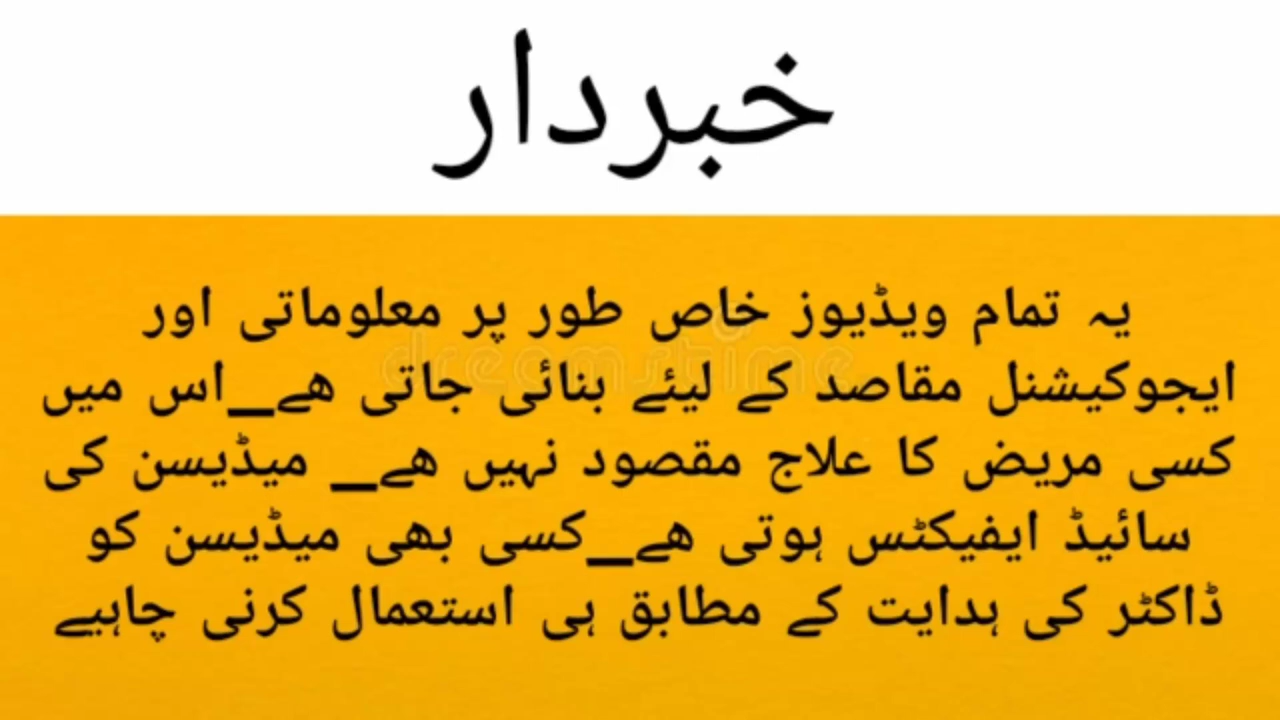 خبردار
یہ تمام ویڈیوز خاص طور پر معلوماتی اور
ایجوکیشنل مقاصد کے لیئے بنائی جاتی ھے_اس میں
کسی مریض کا علاج مقصود نہیں ھے_ میڈیسن کی
سائیڈ ایفیکٹس ہوتی ھے_کسی بھی میڈیسن کو
ڈاکٹر کی ہدایت کے مطابق ہی استعمال کرنی چاہیے
dreamstime